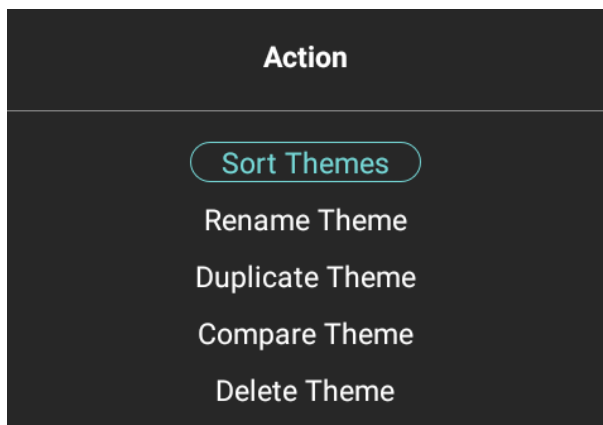 Action
Sort Themes
Rename Theme
Duplicate Theme
Compare Theme
Delete Theme